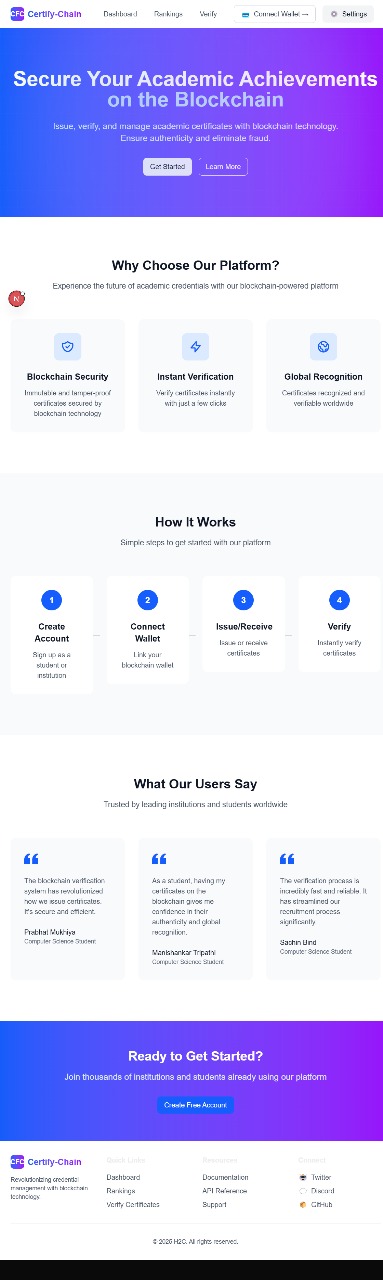 CFC Certify-Chain Dashboard Rankings Verify Connect Wallet → Settings
Secure Your Academic Achievements
on the Blockchain
Issue, verify, and manage academic certificates with blockchain technology.
Ensure authenticity and eliminate fraud.
Get Started Learn More
Why Choose Our Platform?
Experience the future of academic credentials with our blockchain-powered platform
N
Blockchain Security
Immutable and tamper-proof
certificates secured by
blockchain technology
Instant Verification
Verify certificates instantly
with just a few clicks
Global Recognition
Certificates recognized and
verifiable worldwide
How It Works
Simple steps to get started with our platform
1
Create
Account
Sign up as a
student or
institution
2
Connect
Wallet
Link your
blockchain wallet
3
Issue/Receive
Issue or receive
certificates
4
Verify
Instantly verify
certificates
What Our Users Say
Trusted by leading institutions and students worldwide
The blockchain verification
system has revolutionized
how we issue certificates.
It's secure and efficient.
Prabhat Mukhiya
Computer Science Student
As a student, having my
certificates on the
blockchain gives me
confidence in their
authenticity and global
recognition.
Manishankar Tripathi
Computer Science Student
The verification process is
incredibly fast and reliable. It
has streamlined our
recruitment process
significantly.
Sachin Bind
Computer Science Student
Ready to Get Started?
Join thousands of institutions and students already using our platform
Create Free Account
CFC Certify-Chain
Revolutionizing credential
management with blockchain
technology.
Quick Links
Dashboard
Rankings
Verify Certificates
Resources
Documentation
API Reference
Support
Connect
Twitter
Discord
GitHub
© 2025 H2C. All rights reserved.